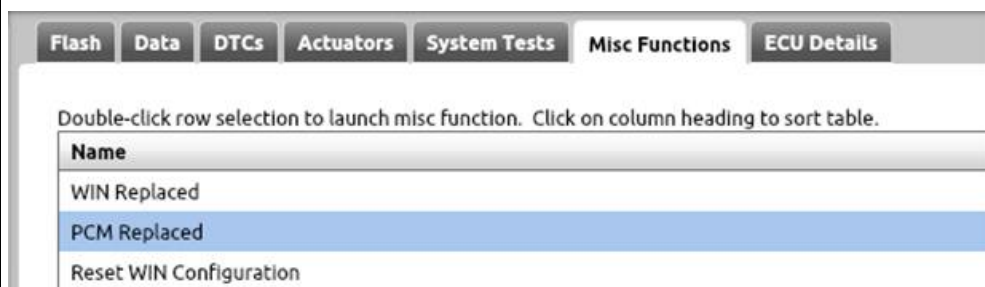 Flash Data DTCs Actuators System Tests Misc Functions ECU Details
Double-click row selection to launch misc function. Click on column heading to sort table.
Name
WIN Replaced
PCM Replaced
Reset WIN Configuration